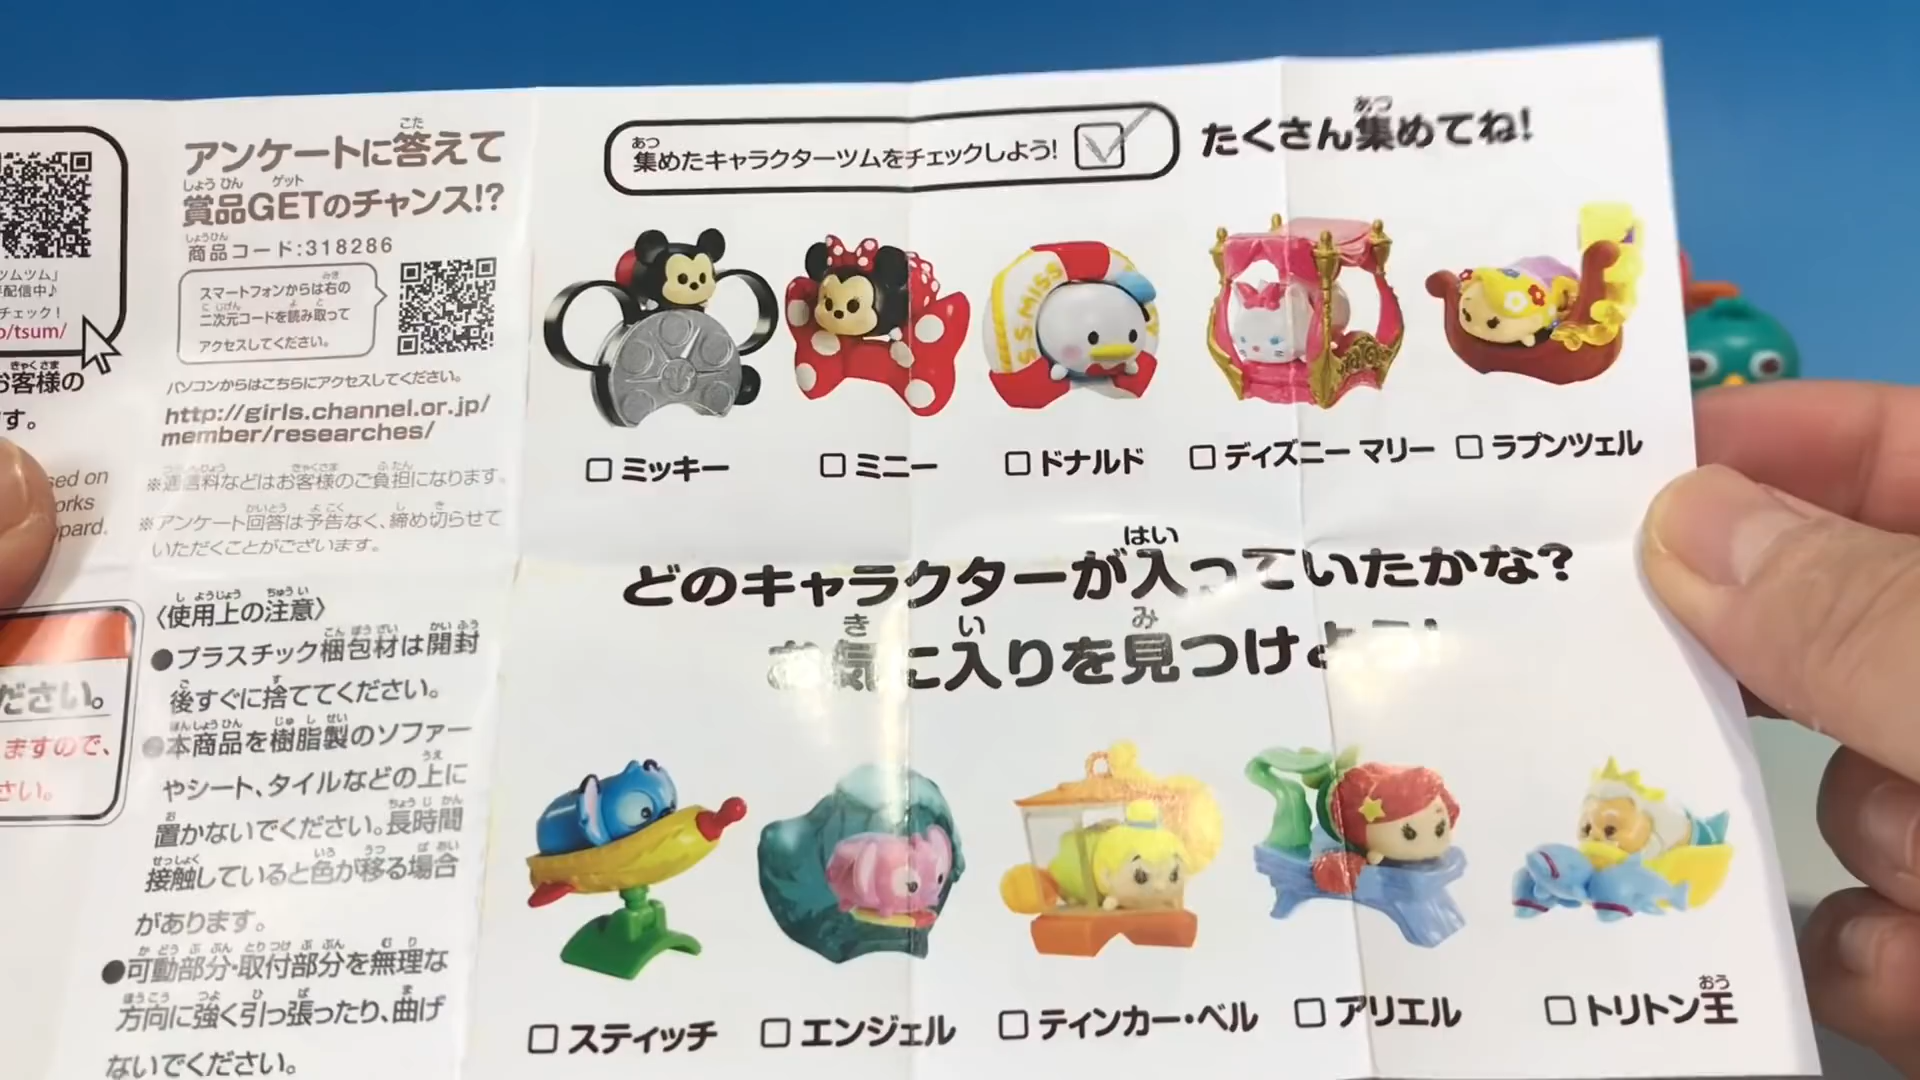 ツムツム」
配信中♪
チェック！
o/tsum/
お客様の
す。
sed on
orks
pard.
ださい。
ますので、
さい。
アンケートに答えて
賞品GETのチャンス!?
商品コード:318286
スマートフォンからは右の
二次元コードを読み取って
アクセスしてください。
パソコンからはこちらにアクセスしてください。
http://girls.channel.or.jp/
member/researches/
※通信料などはお客様のご負担になります。
※アンケート回答は予告なく、締め切らせて
いただくことがございます。
〈使用上の注意〉
●プラスチック梱包材は開封
後すぐに捨ててください。
●本商品を樹脂製のソファー
やシート、タイルなどの上に
置かないでください。長時間
接触していると色が移る場合
があります。
●可動部分・取付部分を無理な
方向に強く引っ張ったり、曲げ
ないでください。
集めたキャラクターツムをチェックしよう!
たくさん集めてね!
S.S.MISS
□ ミッキー
□ ミニー
□ ドナルド
□ ディズニー マリー
□ ラプンツェル
どのキャラクターが入っていたかな?
お気に入りを見つけよう!
□ スティッチ
□ エンジェル
□ ティンカー・ベル
□ アリエル
□ トリトン王